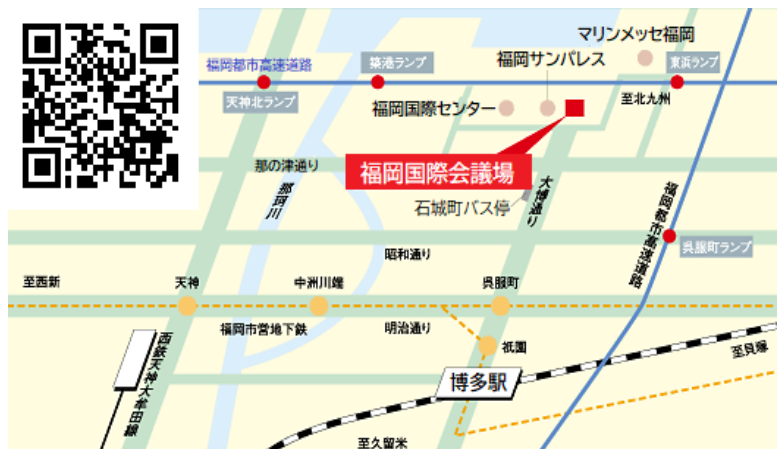 マリンメッセ福岡
福岡サンパレス
福岡都市高速道路
築港ランプ
東浜ランプ
天神北ランプ
福岡国際センター
至北九州
那の津通り
福岡国際会議場
那珂川
石城町バス停
大博通り
福岡都市高速道路
呉服町ランプ
昭和通り
至西新
天神
中洲川端
呉服町
福岡市営地下鉄
明治通り
祇園
至貝塚
西鉄天神大牟田線
博多駅
至久留米